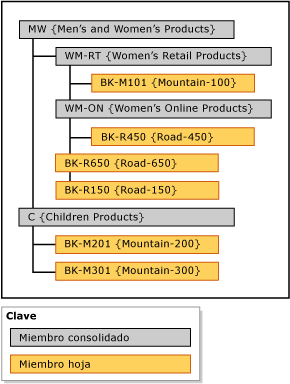 MW {Men's and Women's Products}
WM-RT {Women's Retail Products}
BK-M101 {Mountain-100}
WM-ON {Women's Online Products}
BK-R450 {Road-450}
BK-R650 {Road-650}
BK-R150 {Road-150}
C {Children Products}
BK-M201 {Mountain-200}
BK-M301 {Mountain-300}
Clave
Miembro consolidado
Miembro hoja